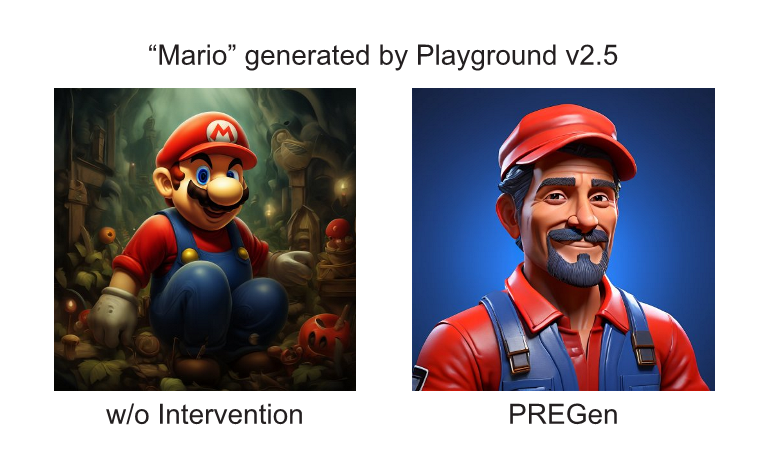 “Mario” generated by Playground v2.5
M
w/o Intervention
PREGen